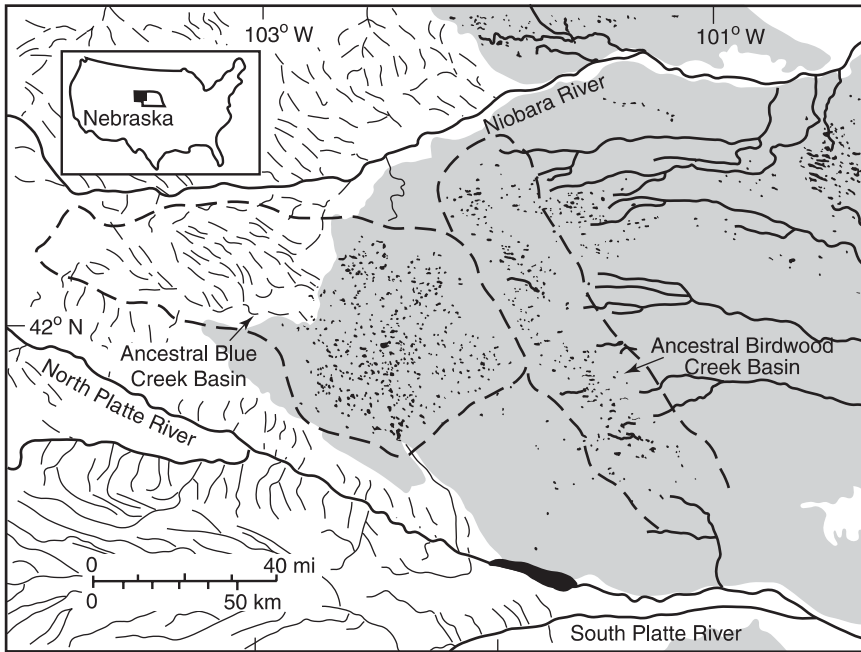 103° W
101° W
Nebraska
Niobara River
42° N
Ancestral Blue
Creek Basin
Ancestral Birdwood
Creek Basin
North Platte River
0 40 mi
0 50 km
South Platte River